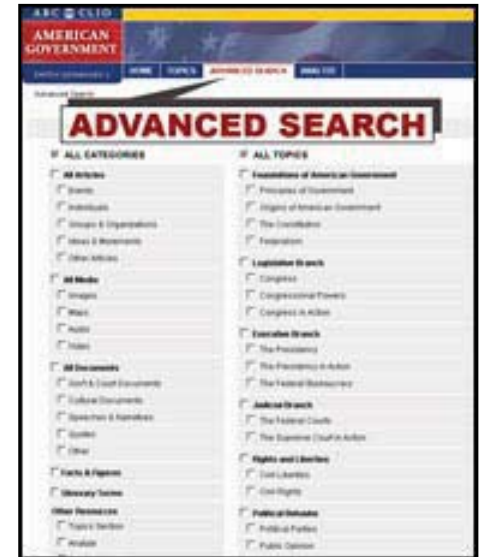 ABC CLIO
AMERICAN
GOVERNMENT
HOME TOPICS ADVANCED SEARCH ANALYZE
Advanced Search
ADVANCED SEARCH
ALL CATEGORIES
All Articles
Events
Individuals
Groups & Organizations
Ideas & Movements
Other Articles
All Media
Images
Maps
Audio
Video
All Documents
Gov't & Court Documents
Cultural Documents
Speeches & Narratives
Quotes
Other
Facts & Figures
Glossary Terms
Other Resources
Topics Section
Analyze
ALL TOPICS
Foundations of American Government
Principles of Government
Origins of American Government
The Constitution
Federalism
Legislative Branch
Congress
Congressional Powers
Congress in Action
Executive Branch
The Presidency
The Presidency in Action
The Federal Bureaucracy
Judicial Branch
The Federal Courts
The Supreme Court in Action
Rights and Liberties
Civil Liberties
Civil Rights
Political Behavior
Political Parties
Public Opinion